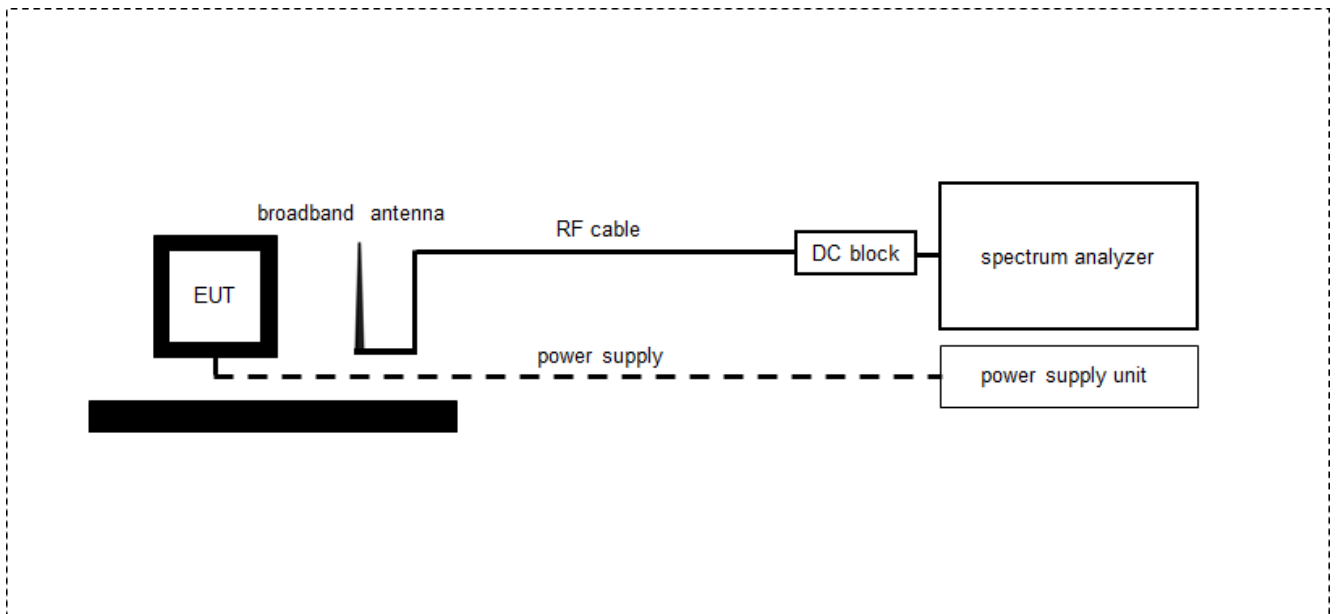 broadband antenna
RF cable
DC block
spectrum analyzer
EUT
power supply
power supply unit